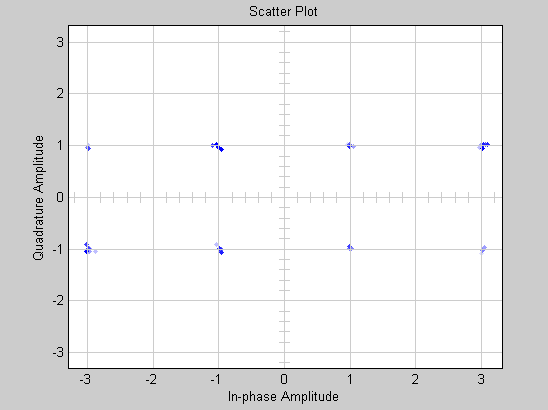 Scatter Plot
3
2
1
0
-1
-2
-3
Quadrature Amplitude
-3 -2 -1 0 1 2 3
In-phase Amplitude